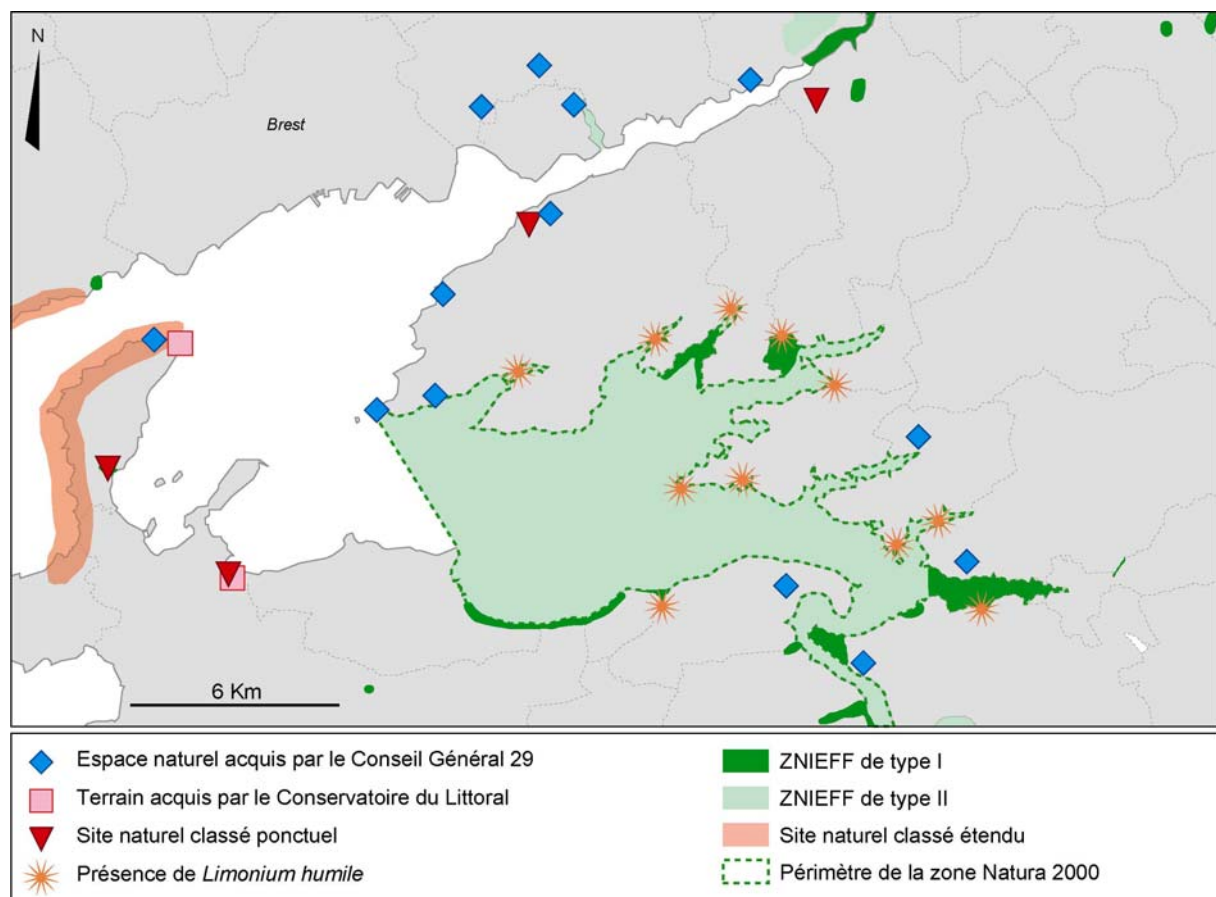 N
Brest
6 Km
Espace naturel acquis par le Conseil Général 29
Terrain acquis par le Conservatoire du Littoral
Site naturel classé ponctuel
Présence de Limonium humile
ZNIEFF de type I
ZNIEFF de type II
Site naturel classé étendu
Périmètre de la zone Natura 2000